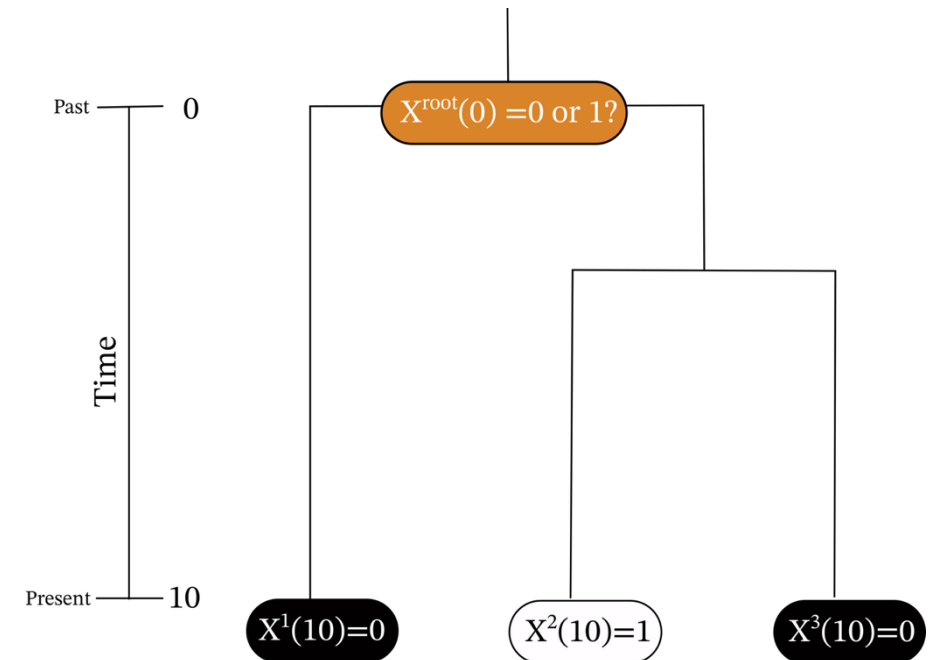 Past
0
X^root(0) =0 or 1?
Time
Present
10
X^1(10)=0
X^2(10)=1
X^3(10)=0